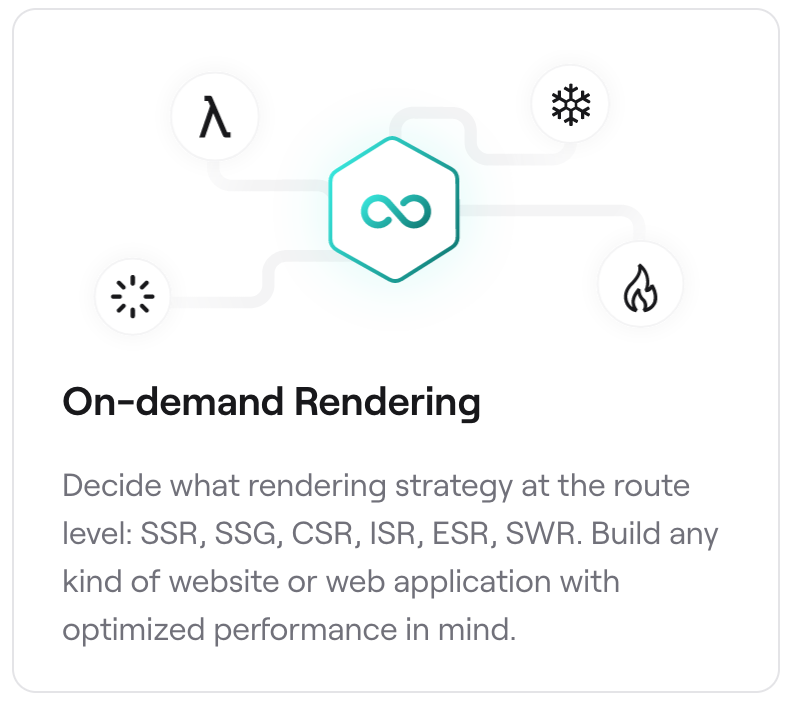 λ
On-demand Rendering
Decide what rendering strategy at the route
level: SSR, SSG, CSR, ISR, ESR, SWR. Build any
kind of website or web application with
optimized performance in mind.